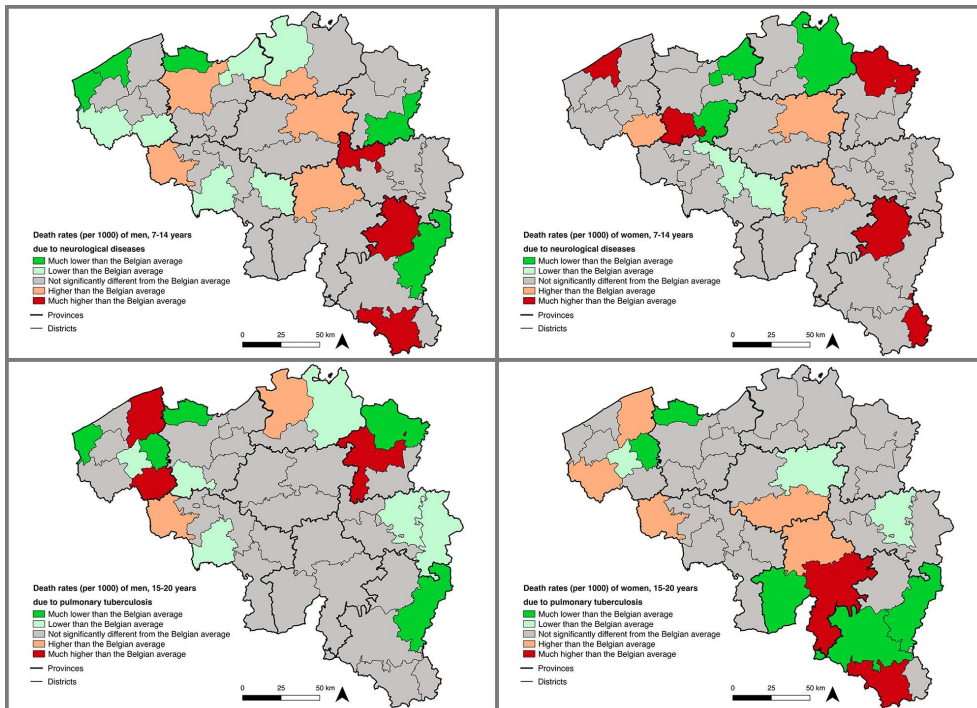 Death rates (per 1000) of men, 7-14 years
due to neurological diseases
Much lower than the Belgian average
Lower than the Belgian average
Not significantly different from the Belgian average
Higher than the Belgian average
Much higher than the Belgian average
Provinces
Districts
0 25 50 km
Death rates (per 1000) of women, 7-14 years
due to neurological diseases
Much lower than the Belgian average
Lower than the Belgian average
Not significantly different from the Belgian average
Higher than the Belgian average
Much higher than the Belgian average
Provinces
Districts
0 25 50 km
Death rates (per 1000) of men, 15-20 years
due to pulmonary tuberculosis
Much lower than the Belgian average
Lower than the Belgian average
Not significantly different from the Belgian average
Higher than the Belgian average
Much higher than the Belgian average
Provinces
Districts
0 25 50 km
Death rates (per 1000) of women, 15-20 years
due to pulmonary tuberculosis
Much lower than the Belgian average
Lower than the Belgian average
Not significantly different from the Belgian average
Higher than the Belgian average
Much higher than the Belgian average
Provinces
Districts
0 25 50 km